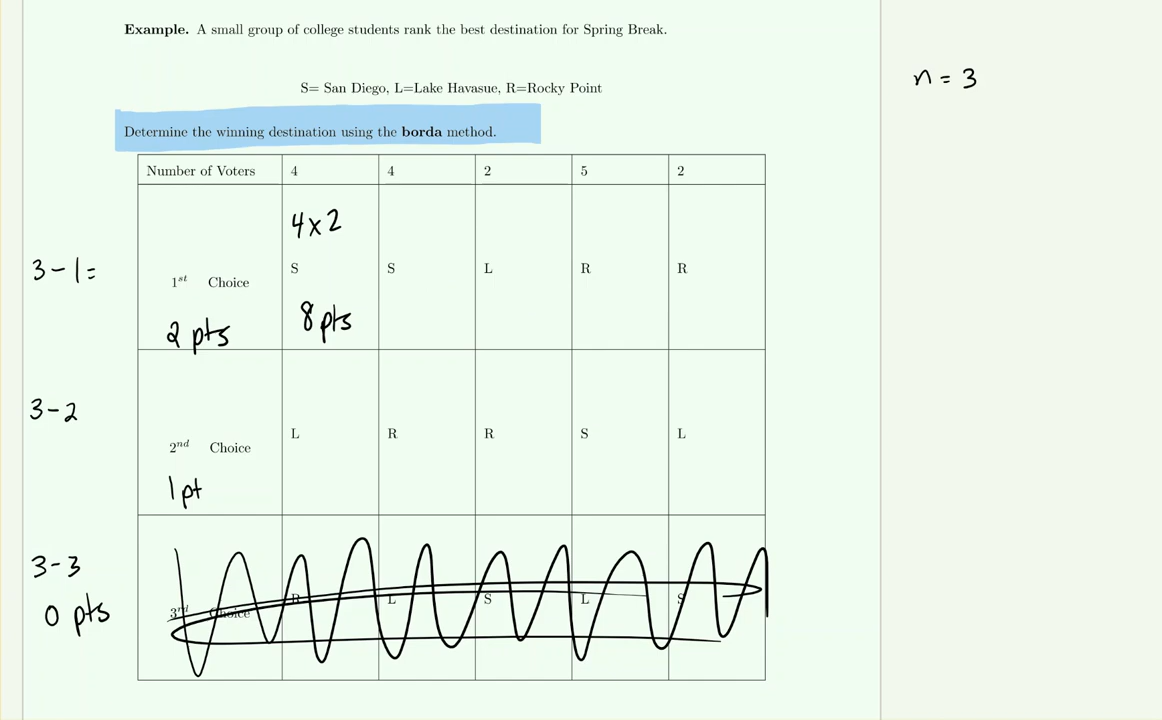 Example. A small group of college students rank the best destination for Spring Break.
n = 3
S= San Diego, L=Lake Havasue, R=Rocky Point
Determine the winning destination using the borda method.
Number of Voters 4 4 2 5 2
4x2
3-1=
1st Choice S S L R R
2 pts 8 pts
3-2
2nd Choice L R R S L
1 pt
3-3
3rd Choice R L S L S
0 pts